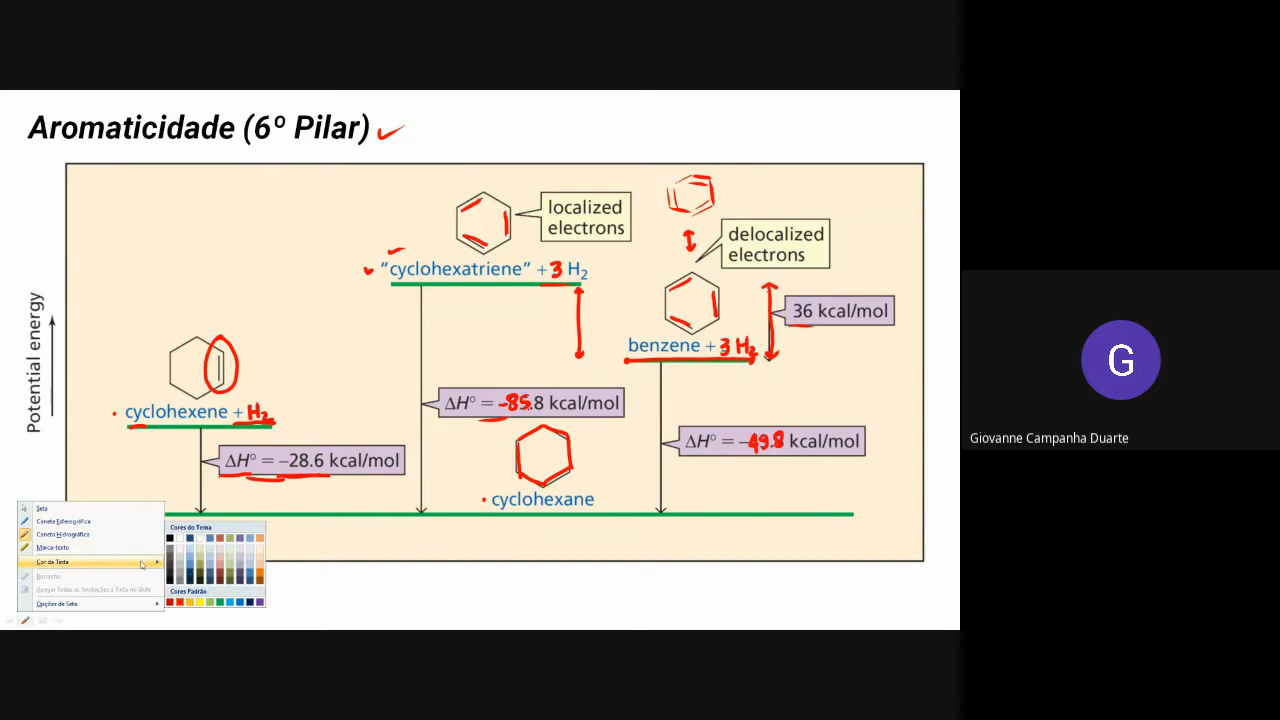 Aromaticidade (6º Pilar)
localized
electrons
delocalized
electrons
"cyclohexatriene" + 3 H₂
36 kcal/mol
benzene + 3 H₂
Potential energy
cyclohexene + H₂
ΔH° = −85.8 kcal/mol
ΔH° = −49.8 kcal/mol
ΔH° = −28.6 kcal/mol
cyclohexane
Seta
Caneta Esferográfica
Caneta Hidrográfica
Marca-texto
Cor da Tinta
Borracha
Apagar Todas as Anotações à Tinta no Slide
Opções de Seta
Cores do Tema
Cores Padrão
G
Giovanne Campanha Duarte